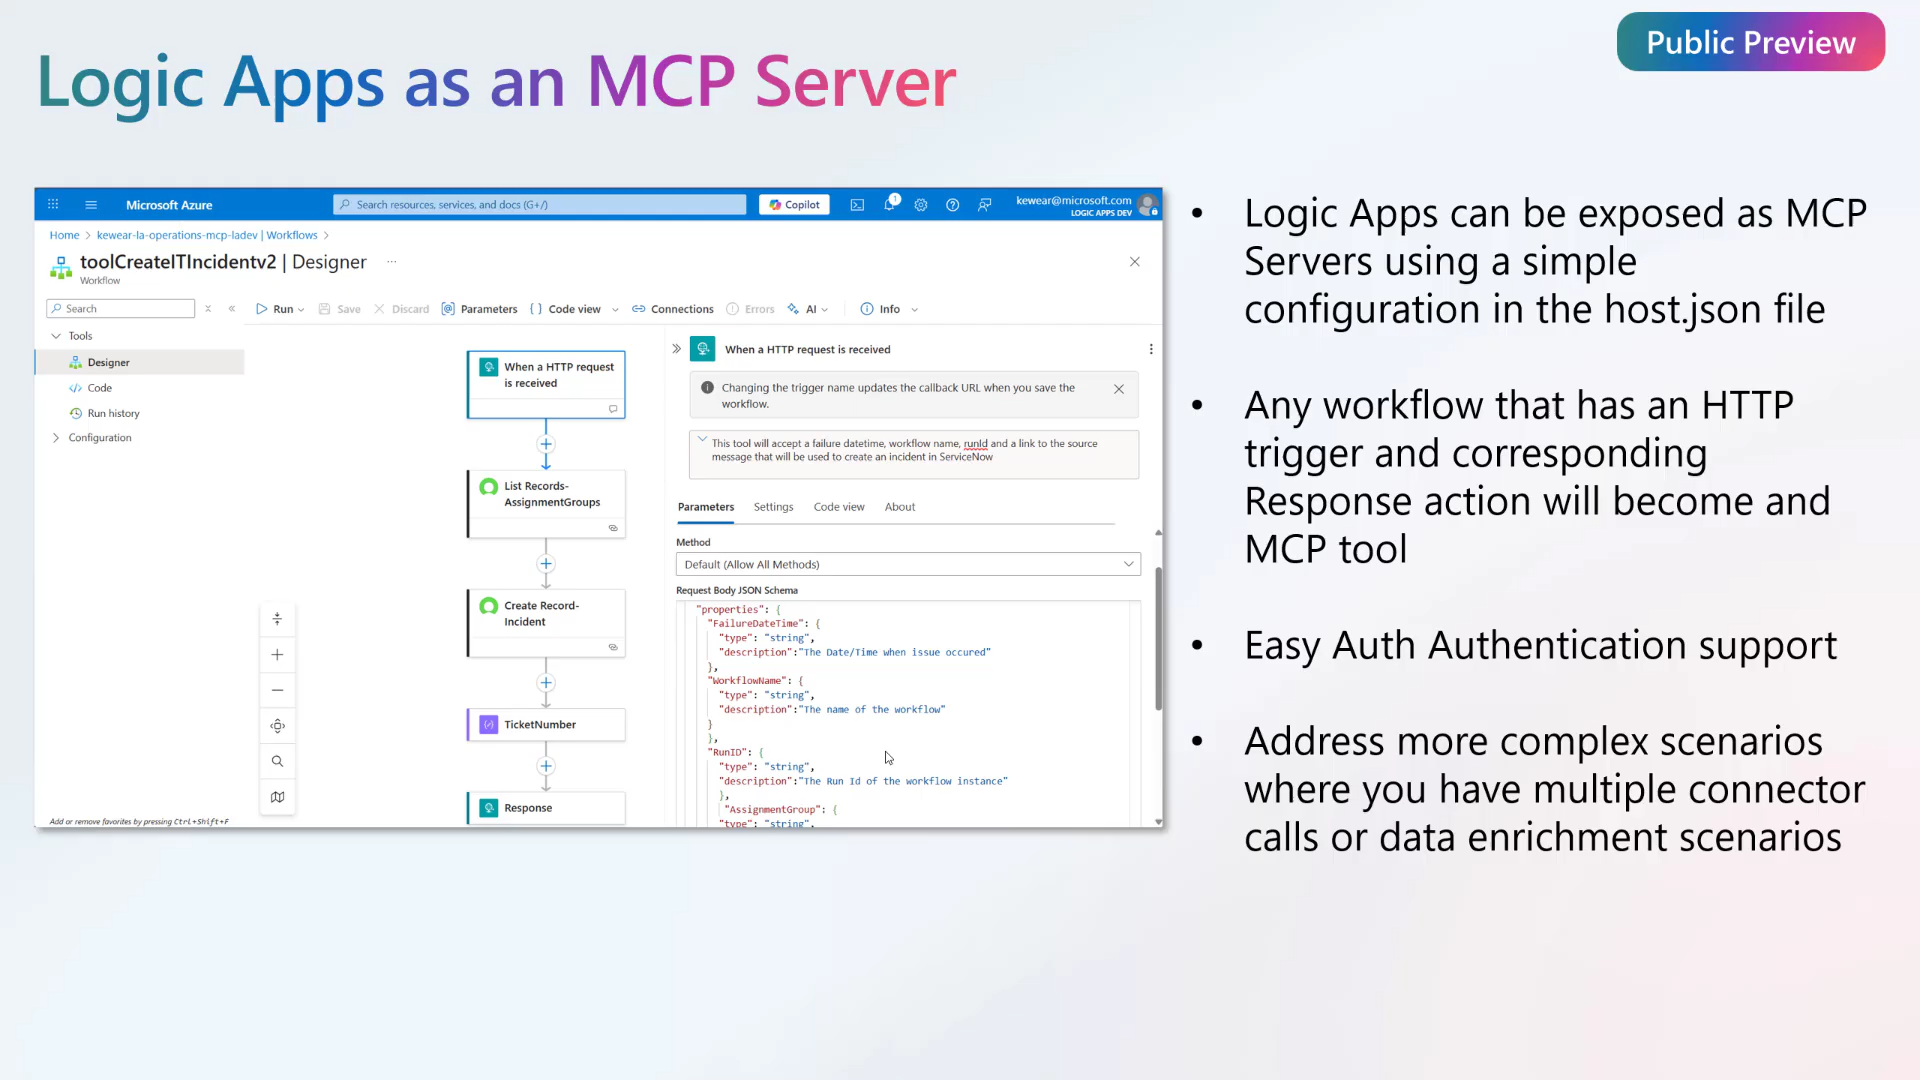 Public Preview
Logic Apps as an MCP Server
Microsoft Azure
Search resources, services, and docs (G+/)
Copilot
1
kewear@microsoft.com
LOGIC APPS DEV
Home > kewear-la-operations-mcp-ladev | Workflows >
toolCreateITIncidentv2 | Designer ...
Workflow
Search
Run
Save
Discard
Parameters
Code view
Connections
Errors
AI
Info
Tools
Designer
Code
Run history
Configuration
Add or remove favorites by pressing Ctrl+Shift+F
When a HTTP request
is received
List Records-
AssignmentGroups
Create Record-
Incident
TicketNumber
Response
When a HTTP request is received
Changing the trigger name updates the callback URL when you save the
workflow.
This tool will accept a failure datetime, workflow name, runId and a link to the source
message that will be used to create an incident in ServiceNow
Parameters Settings Code view About
Method
Default (Allow All Methods)
Request Body JSON Schema
"properties": {
"FailureDateTime": {
"type": "string",
"description":"The Date/Time when issue occured"
},
"WorkflowName": {
"type": "string",
"description":"The name of the workflow"
}
},
"RunID": {
"type": "string",
"description":"The Run Id of the workflow instance"
},
"AssignmentGroup": {
"type": "string",
• Logic Apps can be exposed as MCP
Servers using a simple
configuration in the host.json file
• Any workflow that has an HTTP
trigger and corresponding
Response action will become and
MCP tool
• Easy Auth Authentication support
• Address more complex scenarios
where you have multiple connector
calls or data enrichment scenarios